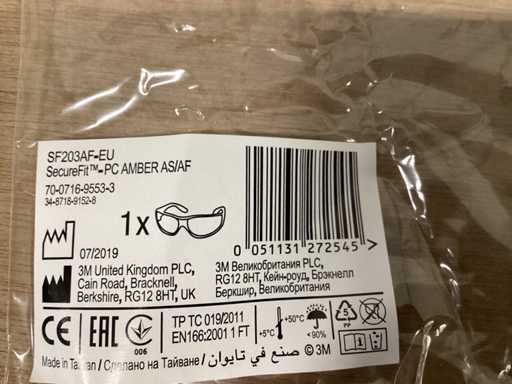 SF203AF-EU
SecureFit™-PC AMBER AS/AF
70-0716-9553-3
34-8718-9152-8
1x
0 051131 272545 >
07/2019
3M United Kingdom PLC,
Cain Road, Bracknell,
Berkshire, RG12 8HT, UK
3M Великобритания PLC,
RG12 8HT, Кейн-роуд, Брэкнелл
Беркшир, Великобритания
CE EAC 006
TP TC 019/2011
EN166:2001 1 FT
+5°C +50°C <90% 5 PP
Made in Taiwan / Сделано на Тайване / صنع في تايوان © 3M